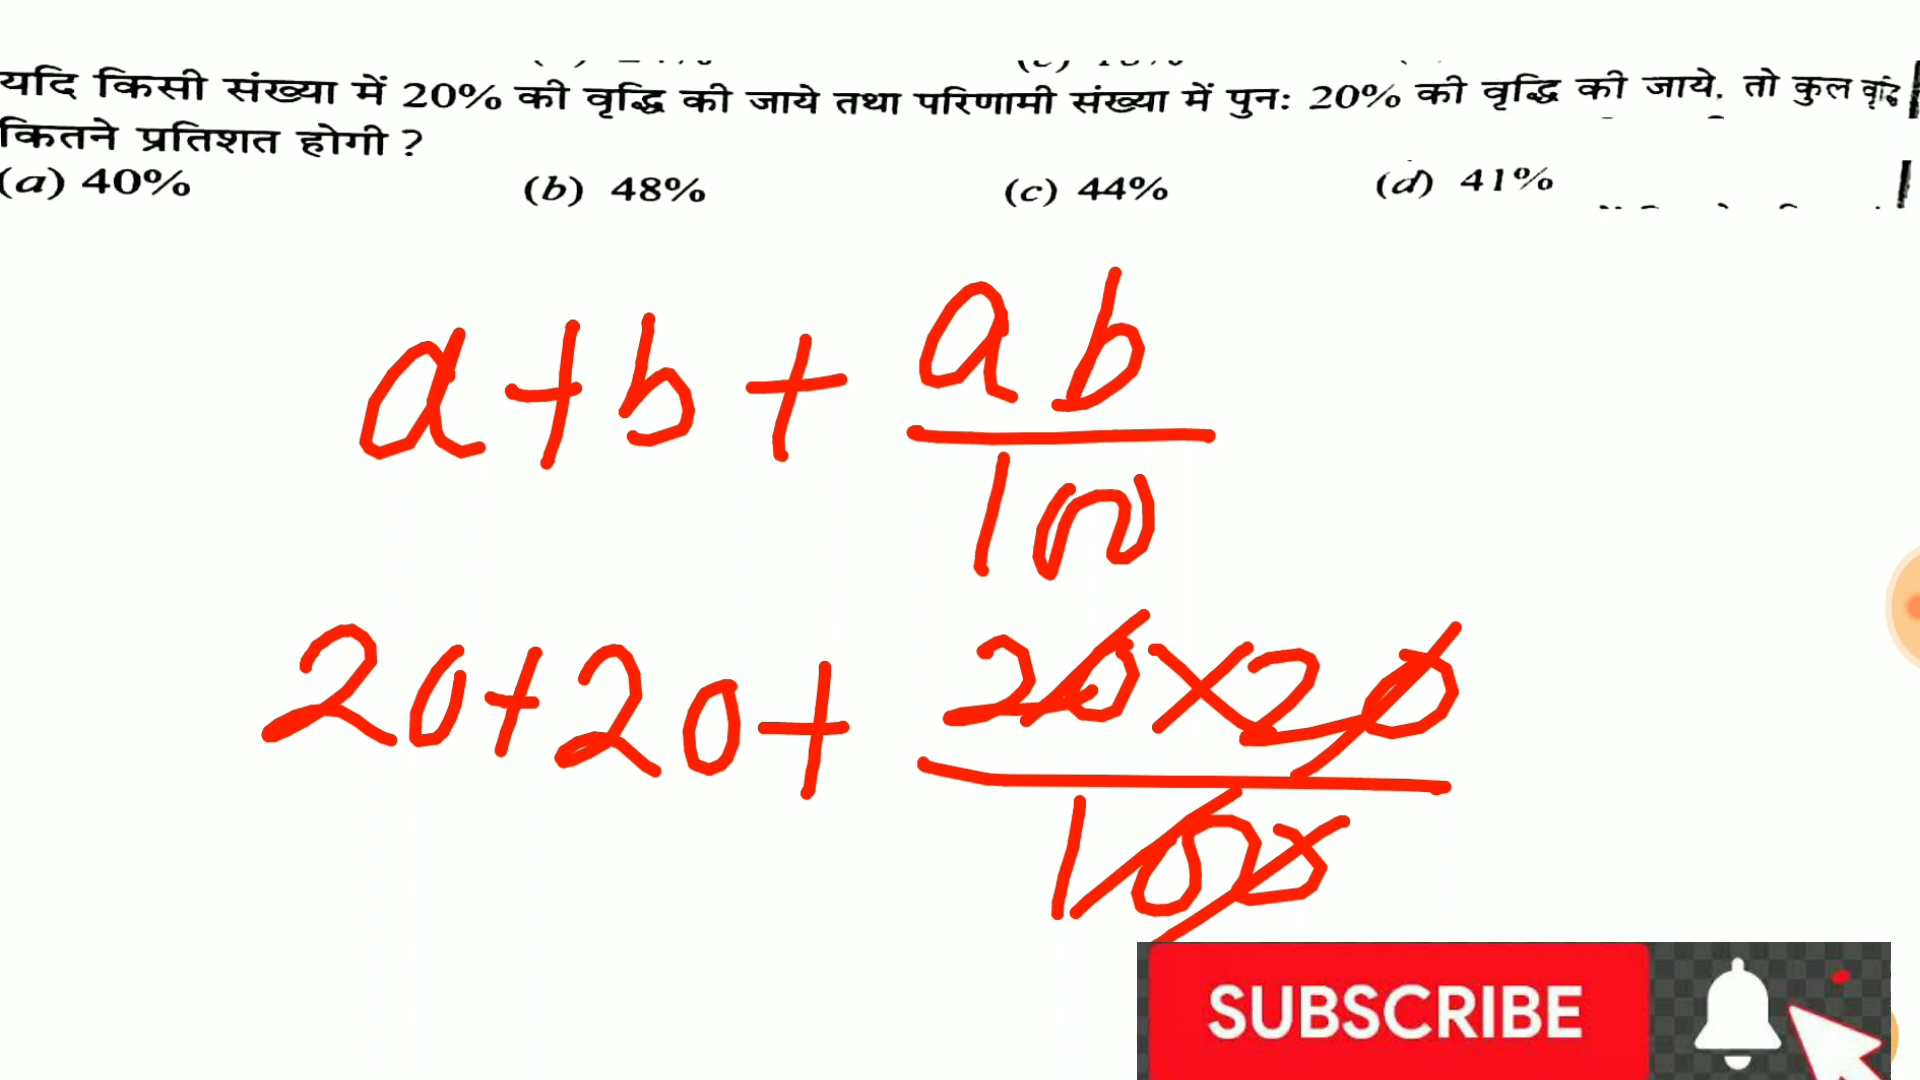 यदि किसी संख्या में 20% की वृद्धि की जाये तथा परिणामी संख्या में पुनः 20% की वृद्धि की जाये, तो कुल वृद्धि
कितने प्रतिशत होगी ?
(a) 40% (b) 48% (c) 44% (d) 41%
a+b+ ab
100
20+20+ 20×20
100
SUBSCRIBE